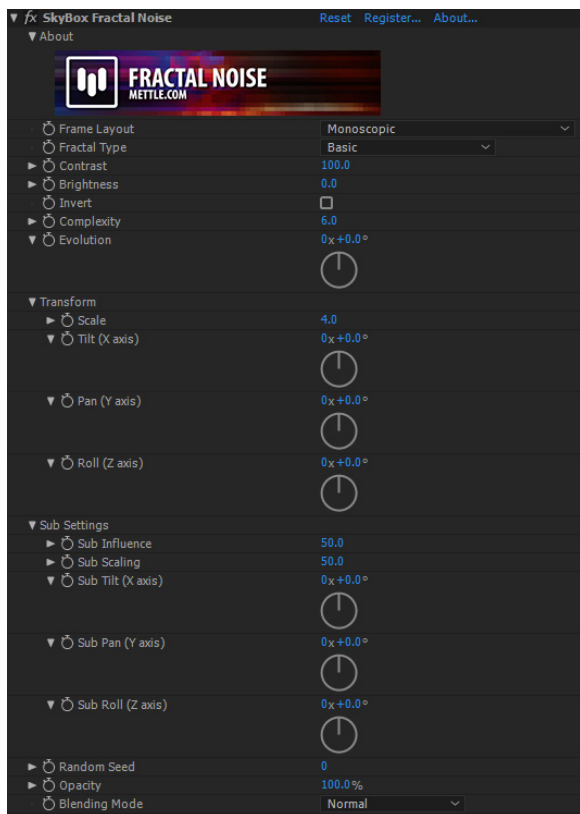 fx SkyBox Fractal Noise Reset Register... About...
About
FRACTAL NOISE
METTLE.COM
Frame Layout Monoscopic
Fractal Type Basic
Contrast 100.0
Brightness 0.0
Invert
Complexity 6.0
Evolution 0x+0.0°
Transform
Scale 4.0
Tilt (X axis) 0x+0.0°
Pan (Y axis) 0x+0.0°
Roll (Z axis) 0x+0.0°
Sub Settings
Sub Influence 50.0
Sub Scaling 50.0
Sub Tilt (X axis) 0x+0.0°
Sub Pan (Y axis) 0x+0.0°
Sub Roll (Z axis) 0x+0.0°
Random Seed 0
Opacity 100.0%
Blending Mode Normal